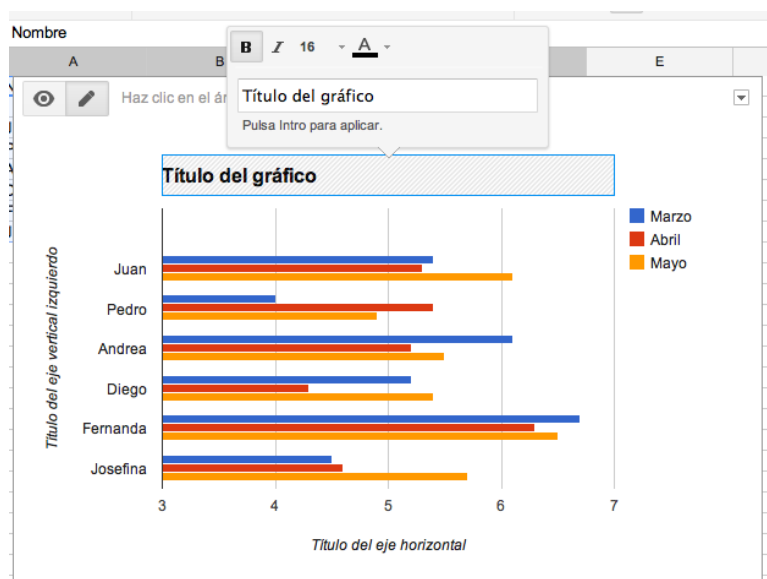 Nombre
A
B
E
B I 16 A
Título del gráfico
Pulsa Intro para aplicar.
Haz clic en el ár
Título del gráfico
Marzo
Abril
Mayo
Título del eje vertical izquierdo
Juan
Pedro
Andrea
Diego
Fernanda
Josefina
3 4 5 6 7
Título del eje horizontal